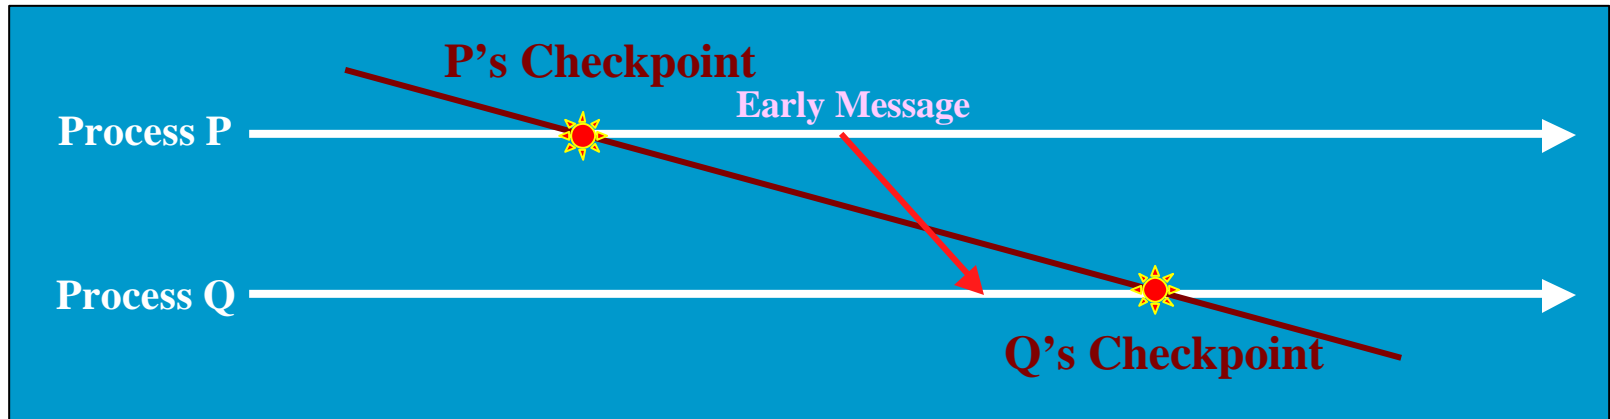 P’s Checkpoint
Early Message
Process P
Process Q
Q’s Checkpoint